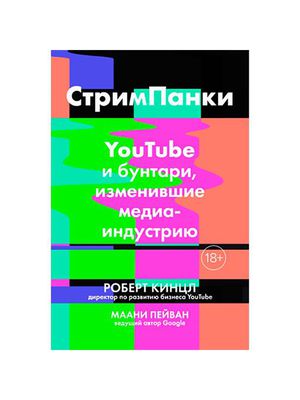 СтримПанки
YouTube
и бунтари,
изменившие
медиа-
индустрию
18+
РОБЕРТ КИНЦЛ
директор по развитию бизнеса YouTube
МААНИ ПЕЙВАН
ведущий автор Google